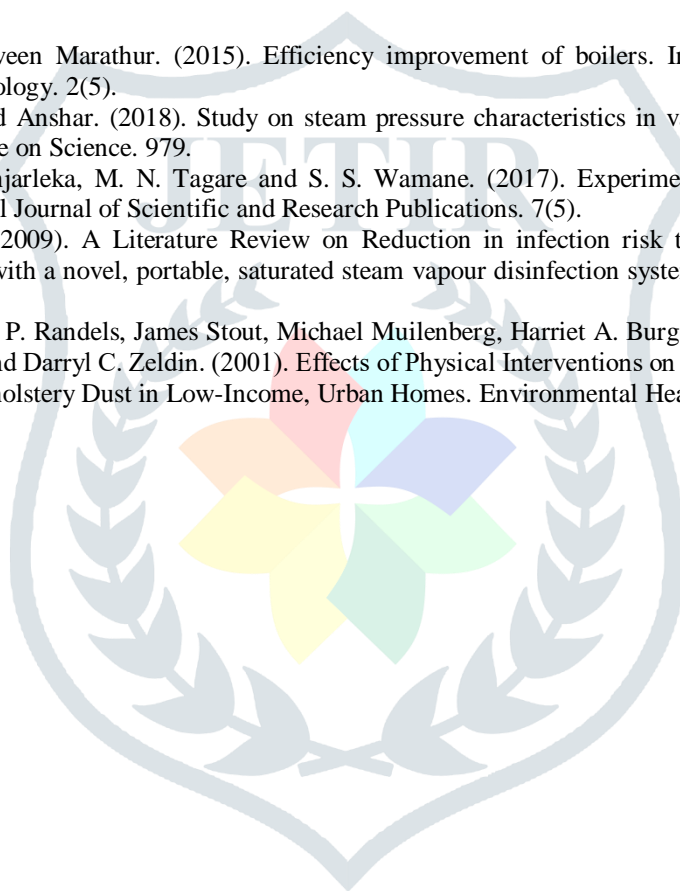 veen Marathur. (2015). Efficiency improvement of boilers. In
ology. 2(5).
d Anshar. (2018). Study on steam pressure characteristics in va
e on Science. 979.
njarleka, M. N. Tagare and S. S. Wamane. (2017). Experime
l Journal of Scientific and Research Publications. 7(5).
2009). A Literature Review on Reduction in infection risk t
with a novel, portable, saturated steam vapour disinfection syste
P. Randels, James Stout, Michael Muilenberg, Harriet A. Burg
nd Darryl C. Zeldin. (2001). Effects of Physical Interventions on
holstery Dust in Low-Income, Urban Homes. Environmental Hea
JETIR